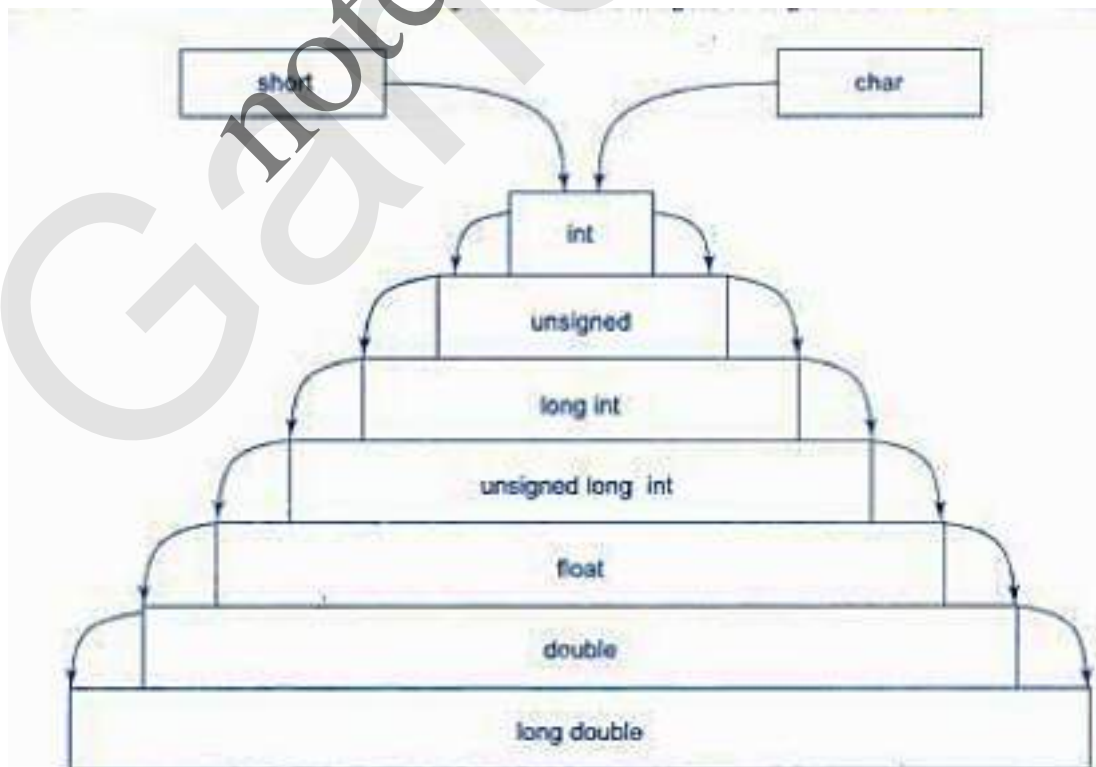 short char
int
unsigned
long int
unsigned long int
float
double
long double